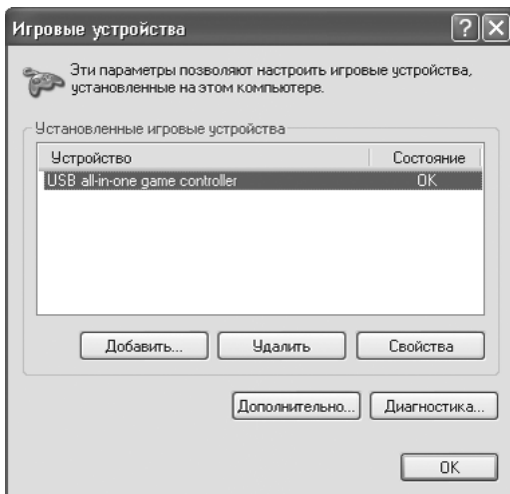 Игровые устройства
Эти параметры позволяют настроить игровые устройства,
установленные на этом компьютере.
Установленные игровые устройства
Устройство Состояние
USB all-in-one game controller OK
Добавить... Удалить Свойства
Дополнительно... Диагностика...
OK